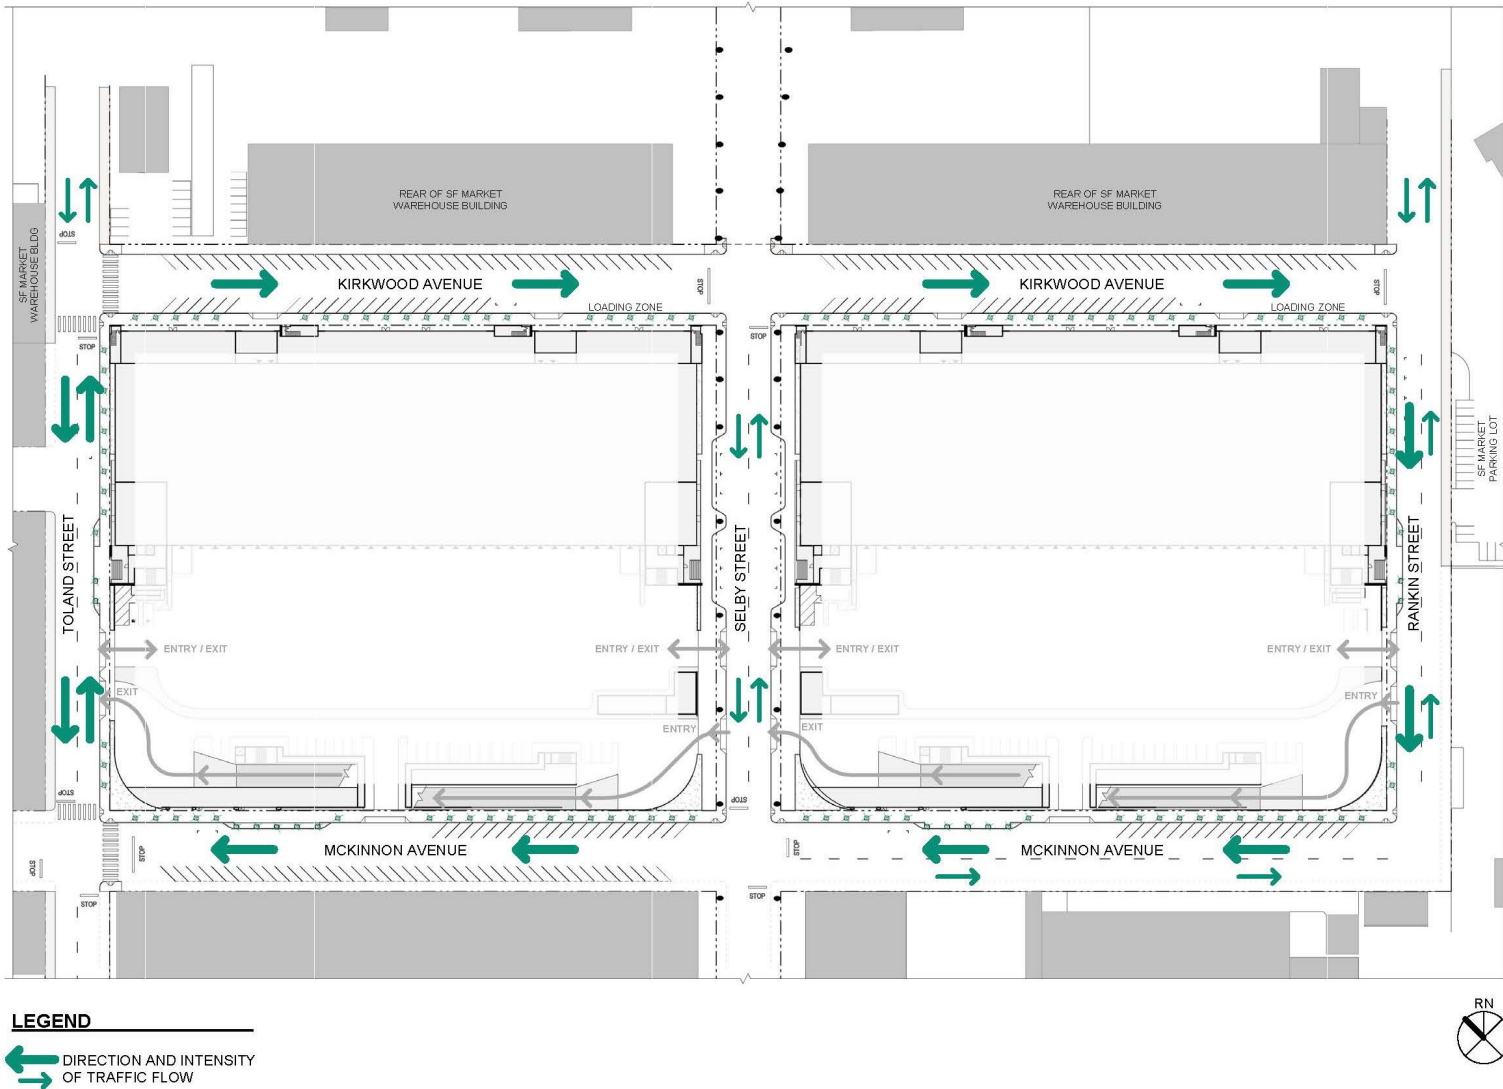 REAR OF SF MARKET
WAREHOUSE BUILDING
REAR OF SF MARKET
WAREHOUSE BUILDING
SF MARKET
WAREHOUSE BLDG
STOP
KIRKWOOD AVENUE
STOP
KIRKWOOD AVENUE
STOP
LOADING ZONE
LOADING ZONE
STOP
STOP
SF MARKET
PARKING LOT
TOLAND STREET
SELBY STREET
RANKIN STREET
ENTRY / EXIT
ENTRY / EXIT
ENTRY / EXIT
ENTRY / EXIT
EXIT
ENTRY
EXIT
ENTRY
STOP
STOP
STOP
MCKINNON AVENUE
STOP
MCKINNON AVENUE
STOP
STOP
STOP
RN
LEGEND
DIRECTION AND INTENSITY
OF TRAFFIC FLOW